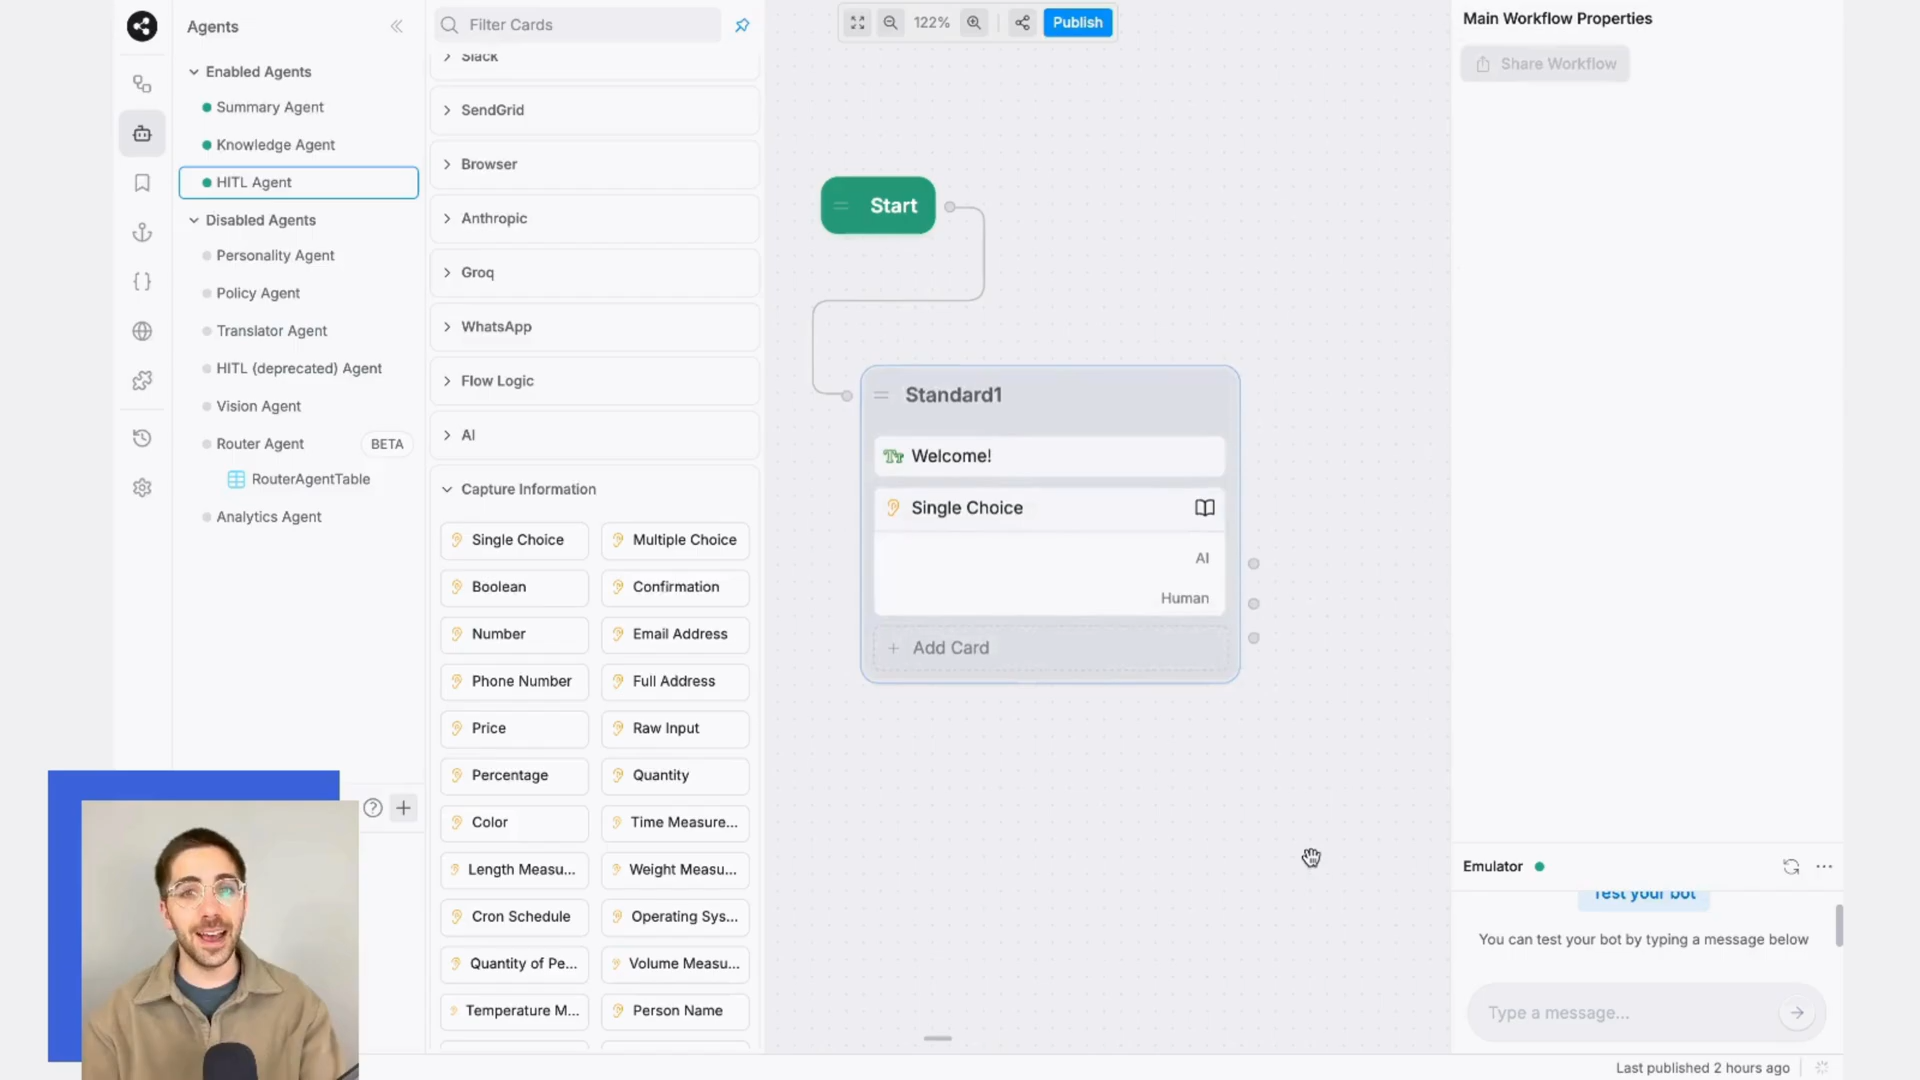 Agents
Enabled Agents
Summary Agent
Knowledge Agent
HITL Agent
Disabled Agents
Personality Agent
Policy Agent
Translator Agent
HITL (deprecated) Agent
Vision Agent
Router Agent BETA
RouterAgentTable
Analytics Agent
Filter Cards
Slack
SendGrid
Browser
Anthropic
Groq
WhatsApp
Flow Logic
AI
Capture Information
Single Choice Multiple Choice
Boolean Confirmation
Number Email Address
Phone Number Full Address
Price Raw Input
Percentage Quantity
Color Time Measure...
Length Measu... Weight Measu...
Cron Schedule Operating Sys...
Quantity of Pe... Volume Measu...
Temperature M... Person Name
122% Publish
Start
Standard1
Welcome!
Single Choice
AI
Human
+ Add Card
Main Workflow Properties
Share Workflow
Emulator
Test your bot
You can test your bot by typing a message below
Type a message...
Last published 2 hours ago